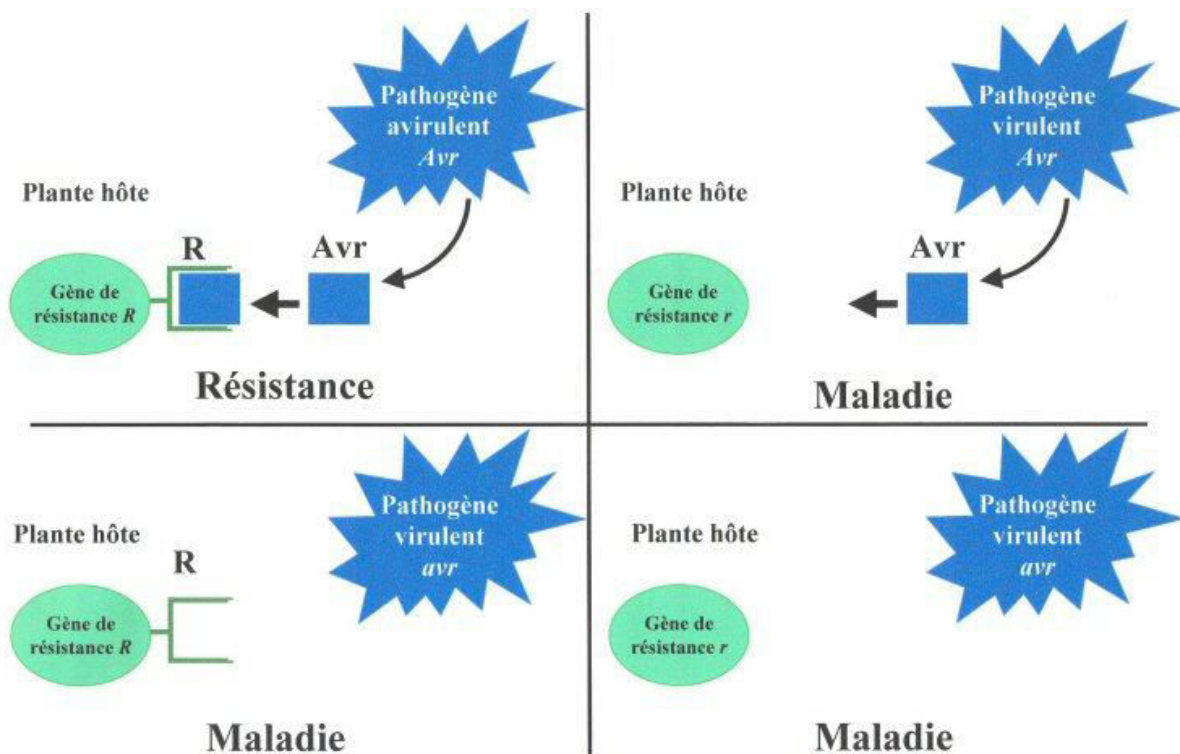 Pathogène
avirulent
Avr
Plante hôte
R
Avr
Gène de
résistance R
Résistance
Pathogène
virulent
Avr
Plante hôte
Avr
Gène de
résistance r
Maladie
Pathogène
virulent
avr
Plante hôte
R
Gène de
résistance R
Maladie
Pathogène
virulent
avr
Plante hôte
Gène de
résistance r
Maladie